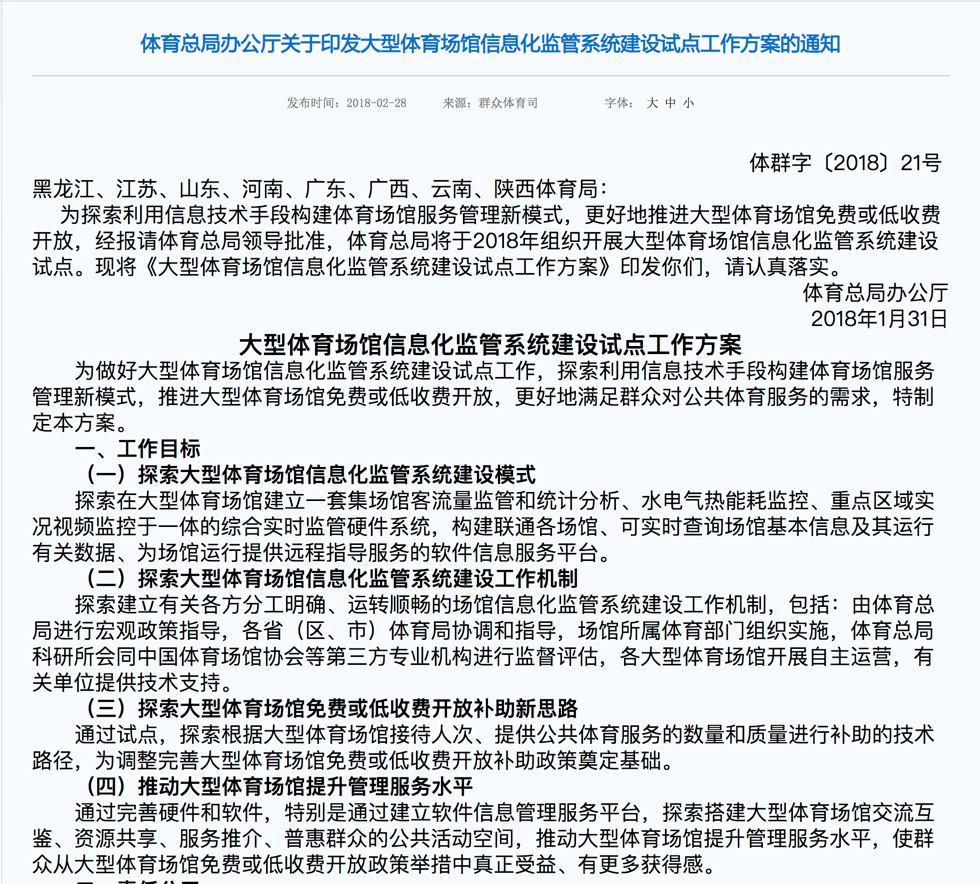 体育总局办公厅关于印发大型体育场馆信息化监管系统建设试点工作方案的通知
发布时间：2018-02-28 来源：群众体育司 字体： 大 中 小
体群字〔2018〕21号
黑龙江、江苏、山东、河南、广东、广西、云南、陕西体育局：
为探索利用信息技术手段构建体育场馆服务管理新模式，更好地推进大型体育场馆免费或低收费
开放，经报请体育总局领导批准，体育总局将于2018年组织开展大型体育场馆信息化监管系统建设
试点。现将《大型体育场馆信息化监管系统建设试点工作方案》印发你们，请认真落实。
体育总局办公厅
2018年1月31日
大型体育场馆信息化监管系统建设试点工作方案
为做好大型体育场馆信息化监管系统建设试点工作，探索利用信息技术手段构建体育场馆服务
管理新模式，推进大型体育场馆免费或低收费开放，更好地满足群众对公共体育服务的需求，特制
定本方案。
一、工作目标
（一）探索大型体育场馆信息化监管系统建设模式
探索在大型体育场馆建立一套集场馆客流量监管和统计分析、水电气热能耗监控、重点区域实
况视频监控于一体的综合实时监管硬件系统，构建联通各场馆、可实时查询场馆基本信息及其运行
有关数据、为场馆运行提供远程指导服务的软件信息服务平台。
（二）探索大型体育场馆信息化监管系统建设工作机制
探索建立有关各方分工明确、运转顺畅的场馆信息化监管系统建设工作机制，包括：由体育总
局进行宏观政策指导，各省（区、市）体育局协调和指导，场馆所属体育部门组织实施，体育总局
科研所会同中国体育场馆协会等第三方专业机构进行监督评估，各大型体育场馆开展自主运营，有
关单位提供技术支持。
（三）探索大型体育场馆免费或低收费开放补助新思路
通过试点，探索根据大型体育场馆接待人次、提供公共体育服务的数量和质量进行补助的技术
路径，为调整完善大型体育场馆免费或低收费开放补助政策奠定基础。
（四）推动大型体育场馆提升管理服务水平
通过完善硬件和软件，特别是通过建立软件信息管理服务平台，探索搭建大型体育场馆交流互
鉴、资源共享、服务推介、普惠群众的公共活动空间，推动大型体育场馆提升管理服务水平，使群
众从大型体育场馆免费或低收费开放政策举措中真正受益、有更多获得感。